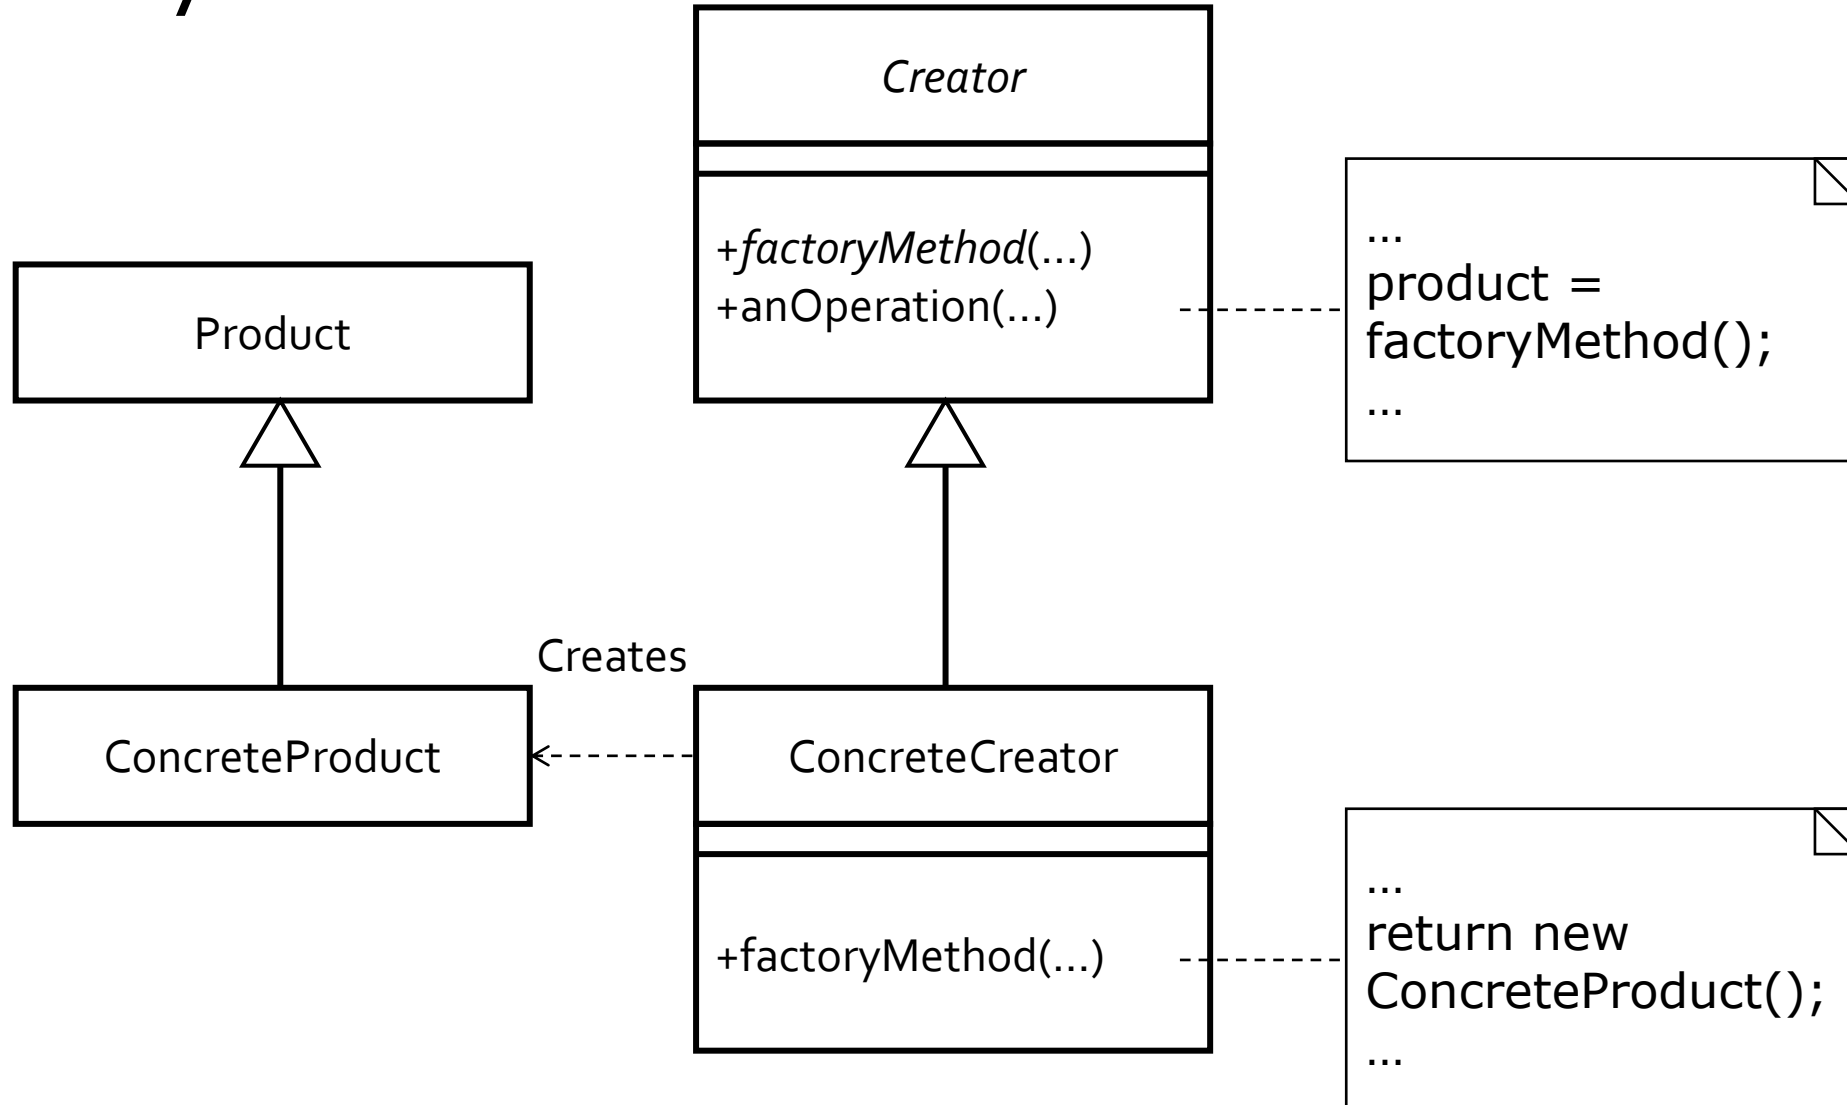 Creator
+factoryMethod(...)
+anOperation(...)
...
product =
factoryMethod();
...
Product
Creates
ConcreteProduct
ConcreteCreator
+factoryMethod(...)
...
return new
ConcreteProduct();
...